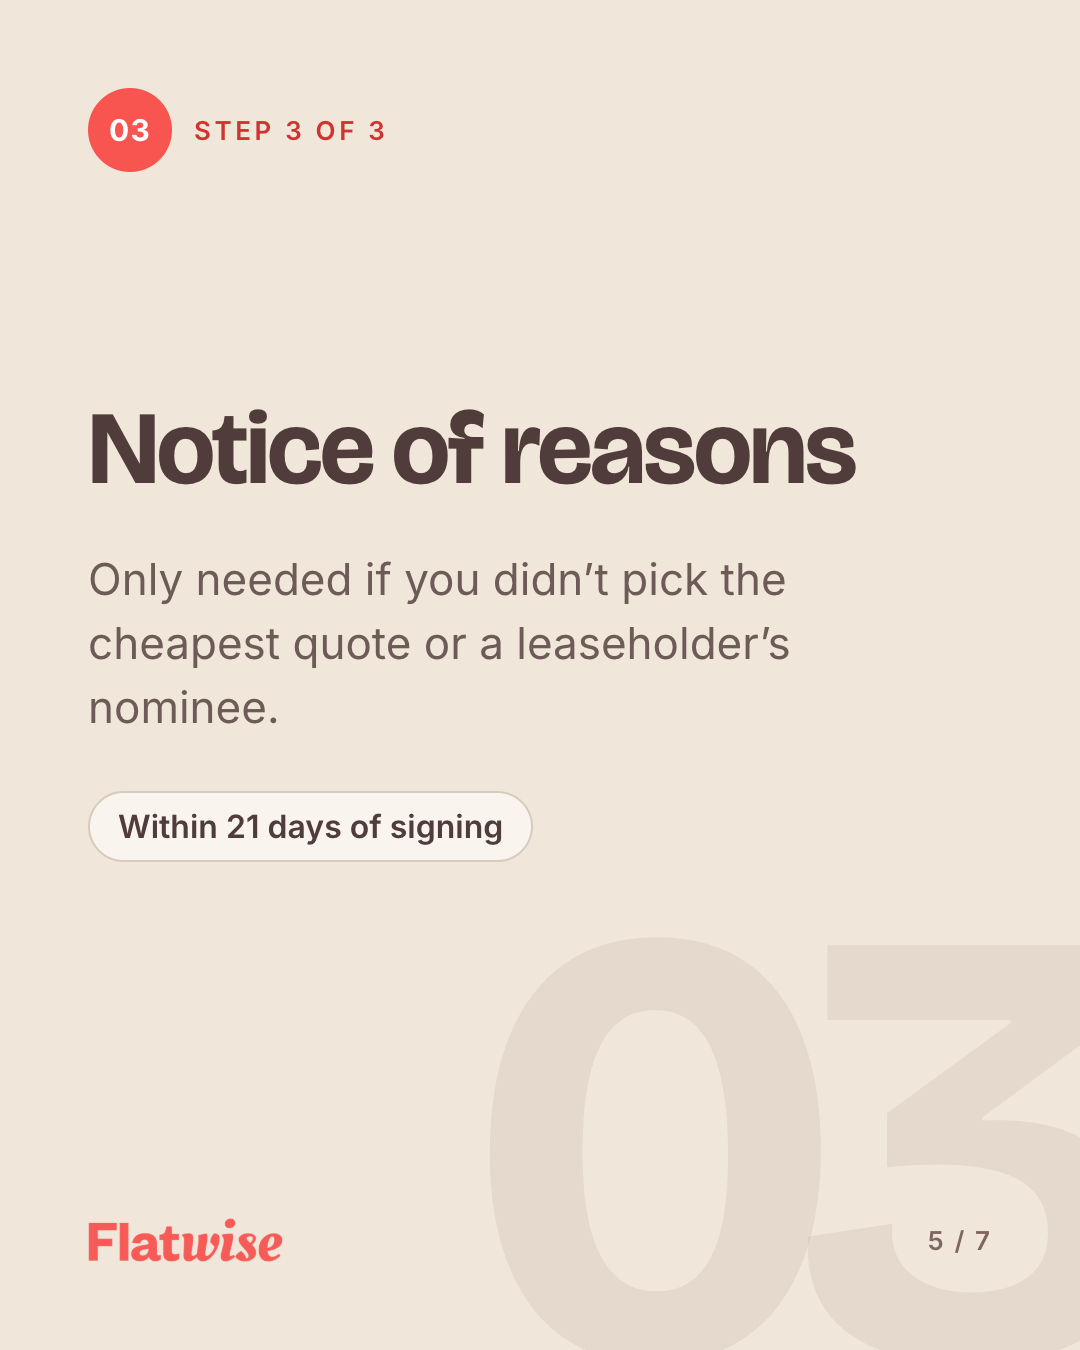 03 STEP 3 OF 3
Notice of reasons
Only needed if you didn’t pick the
cheapest quote or a leaseholder’s
nominee.
Within 21 days of signing
03
Flatwise
5 / 7